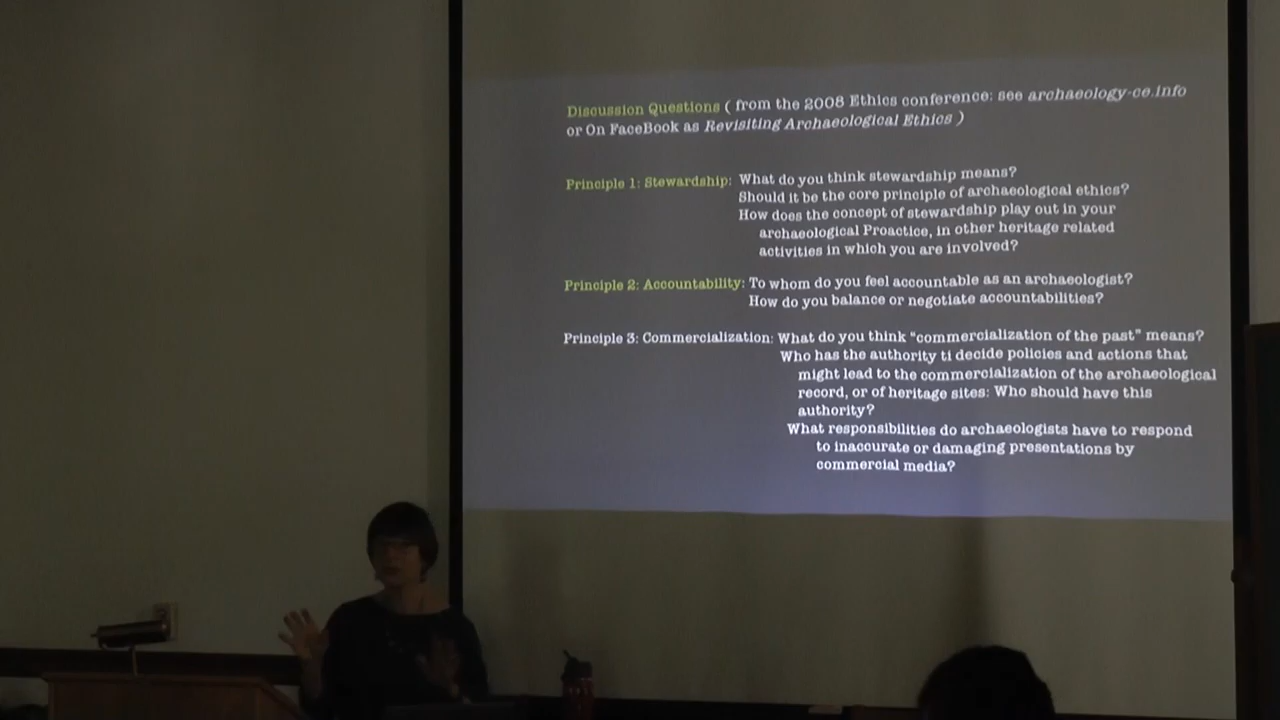 Discussion Questions ( from the 2008 Ethics conference: see archaeology-ce.info
or On FaceBook as Revisiting Archaeological Ethics )
Principle 1: Stewardship: What do you think stewardship means?
Should it be the core principle of archaeological ethics?
How does the concept of stewardship play out in your
archaeological Proactice, in other heritage related
activities in which you are involved?
Principle 2: Accountability: To whom do you feel accountable as an archaeologist?
How do you balance or negotiate accountabilities?
Principle 3: Commercialization: What do you think "commercialization of the past" means?
Who has the authority ti decide policies and actions that
might lead to the commercialization of the archaeological
record, or of heritage sites: Who should have this
authority?
What responsibilities do archaeologists have to respond
to inaccurate or damaging presentations by
commercial media?